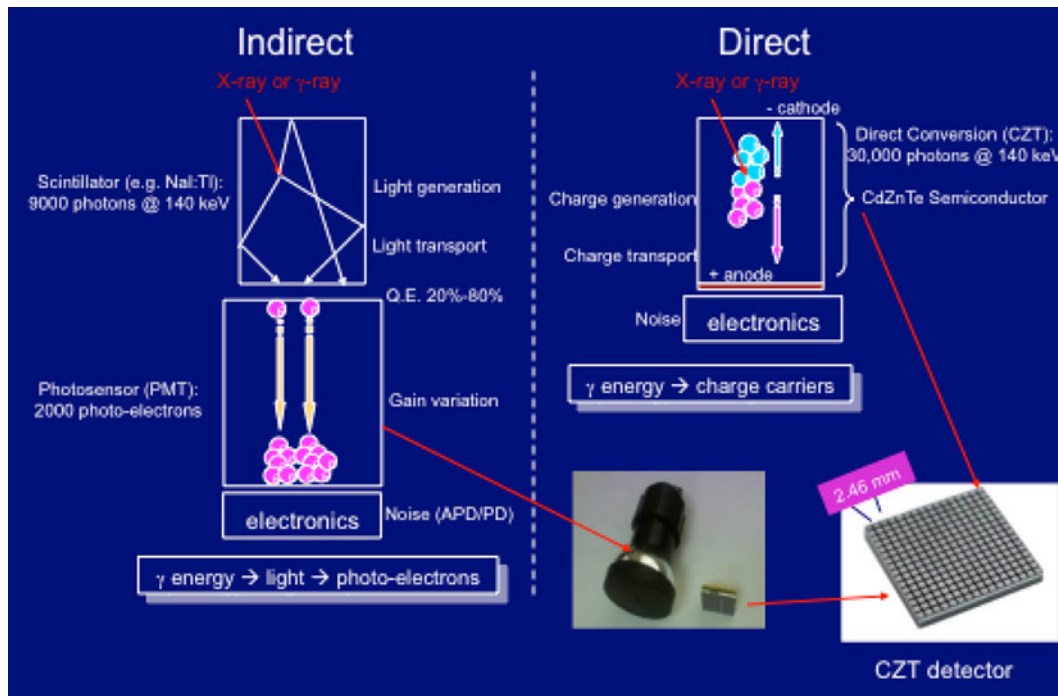 Indirect
X-ray or γ-ray
Scintillator (e.g. NaI:Tl):
9000 photons @ 140 keV
Light generation
Light transport
Q.E. 20%-80%
Photosensor (PMT):
2000 photo-electrons
Gain variation
electronics
Noise (APD/PD)
γ energy → light → photo-electrons
Direct
X-ray or γ-ray
- cathode
Direct Conversion (CZT):
30,000 photons @ 140 keV
Charge generation
CdZnTe Semiconductor
Charge transport
+ anode
Noise
electronics
γ energy → charge carriers
2.46 mm
CZT detector